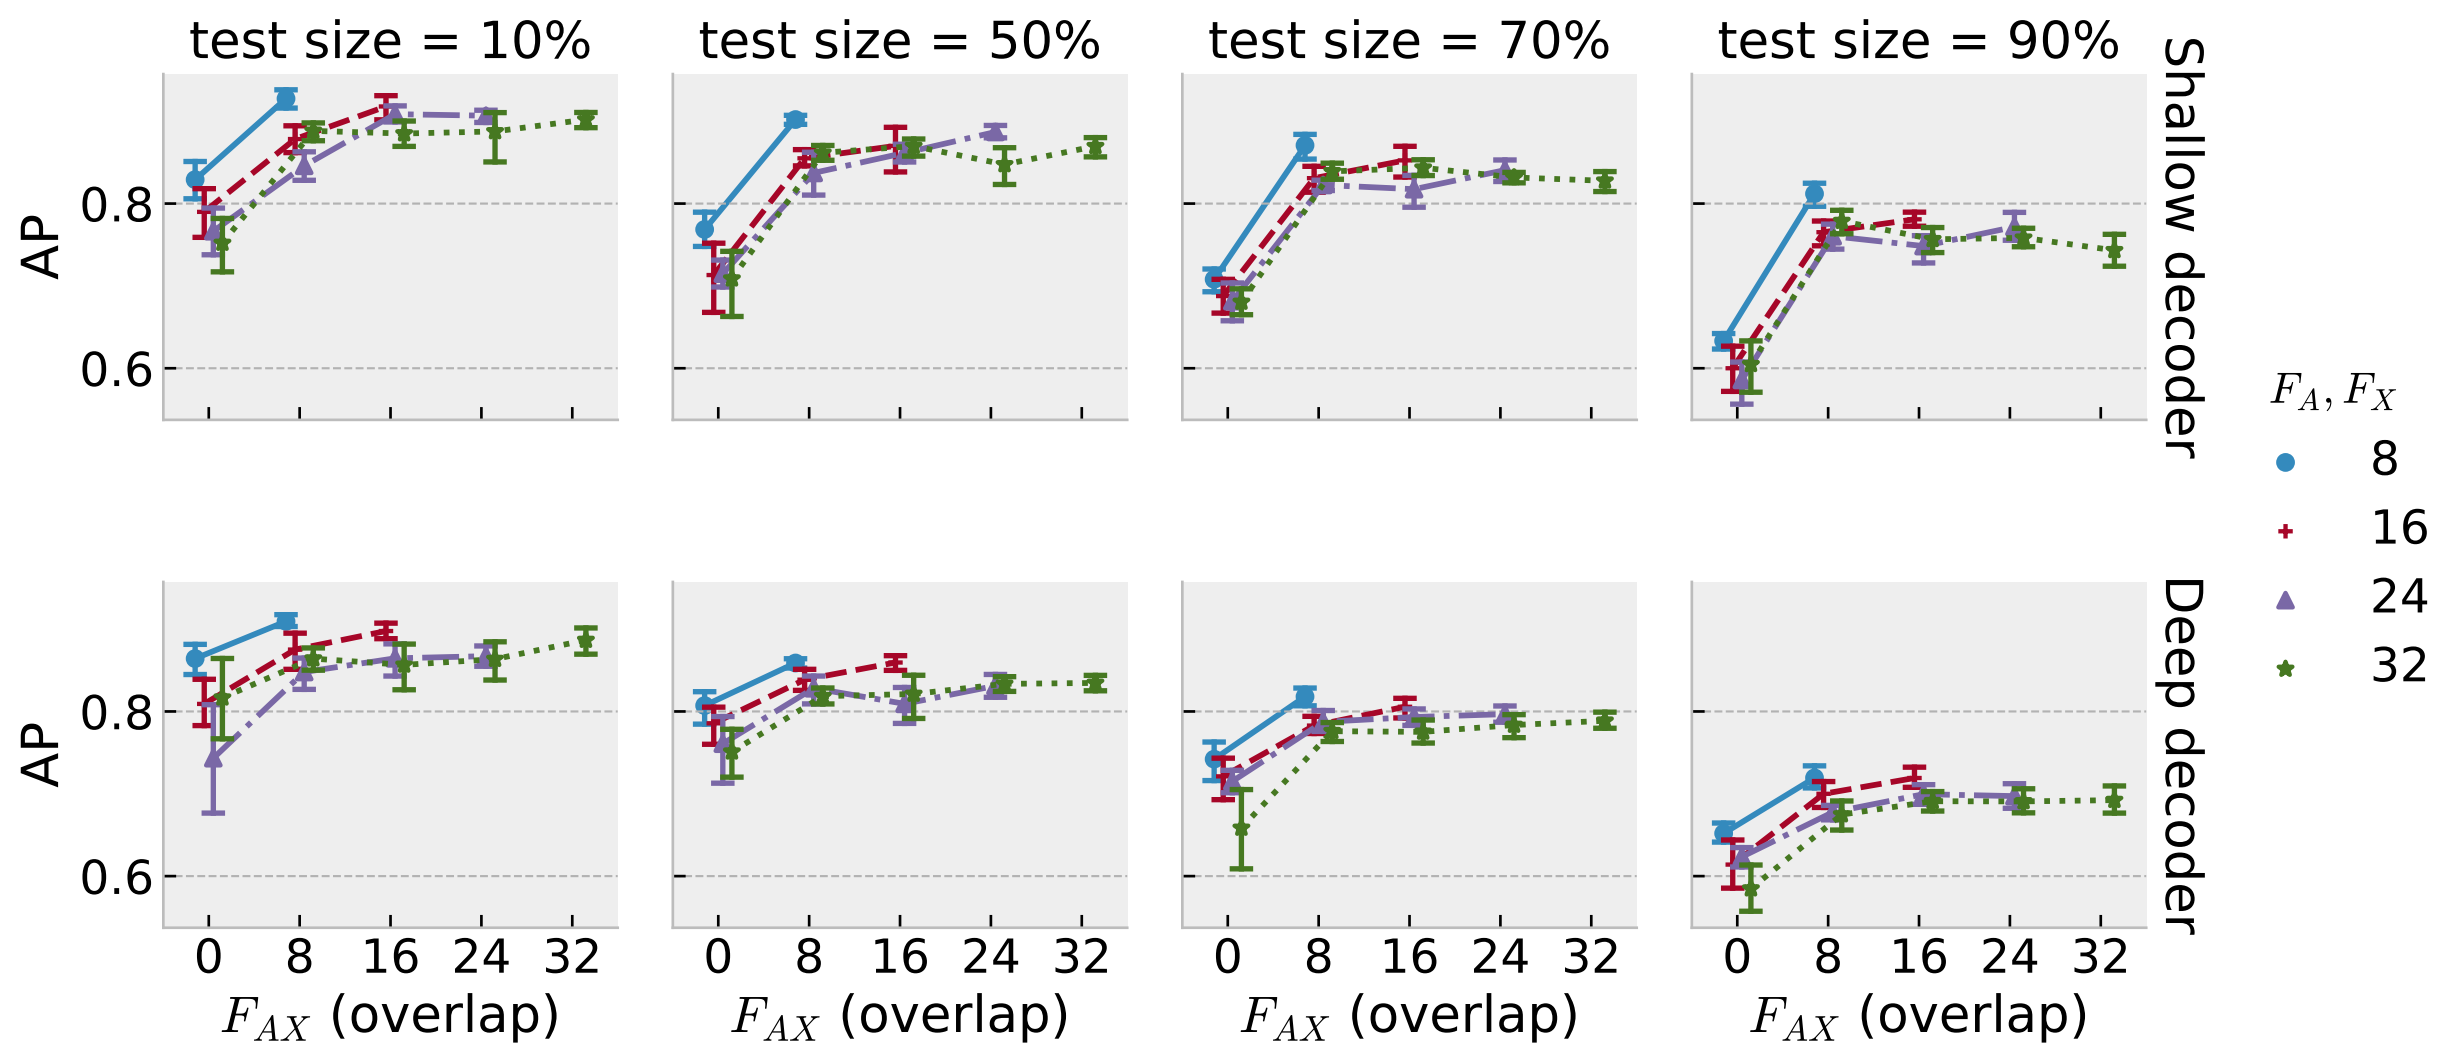 test size = 10% test size = 50% test size = 70% test size = 90%
Shallow decoder
AP
0.8
0.6
F_A, F_X
8
16
24
32
Deep decoder
AP
0.8
0.6
0 8 16 24 32 0 8 16 24 32 0 8 16 24 32 0 8 16 24 32
F_AX (overlap) F_AX (overlap) F_AX (overlap) F_AX (overlap)